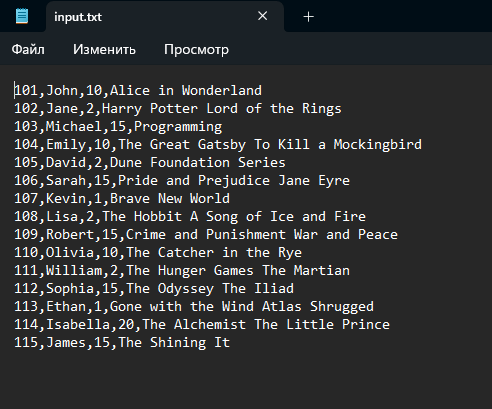 input.txt
Файл Изменить Просмотр
101,John,10,Alice in Wonderland
102,Jane,2,Harry Potter Lord of the Rings
103,Michael,15,Programming
104,Emily,10,The Great Gatsby To Kill a Mockingbird
105,David,2,Dune Foundation Series
106,Sarah,15,Pride and Prejudice Jane Eyre
107,Kevin,1,Brave New World
108,Lisa,2,The Hobbit A Song of Ice and Fire
109,Robert,15,Crime and Punishment War and Peace
110,Olivia,10,The Catcher in the Rye
111,William,2,The Hunger Games The Martian
112,Sophia,15,The Odyssey The Iliad
113,Ethan,1,Gone with the Wind Atlas Shrugged
114,Isabella,20,The Alchemist The Little Prince
115,James,15,The Shining It